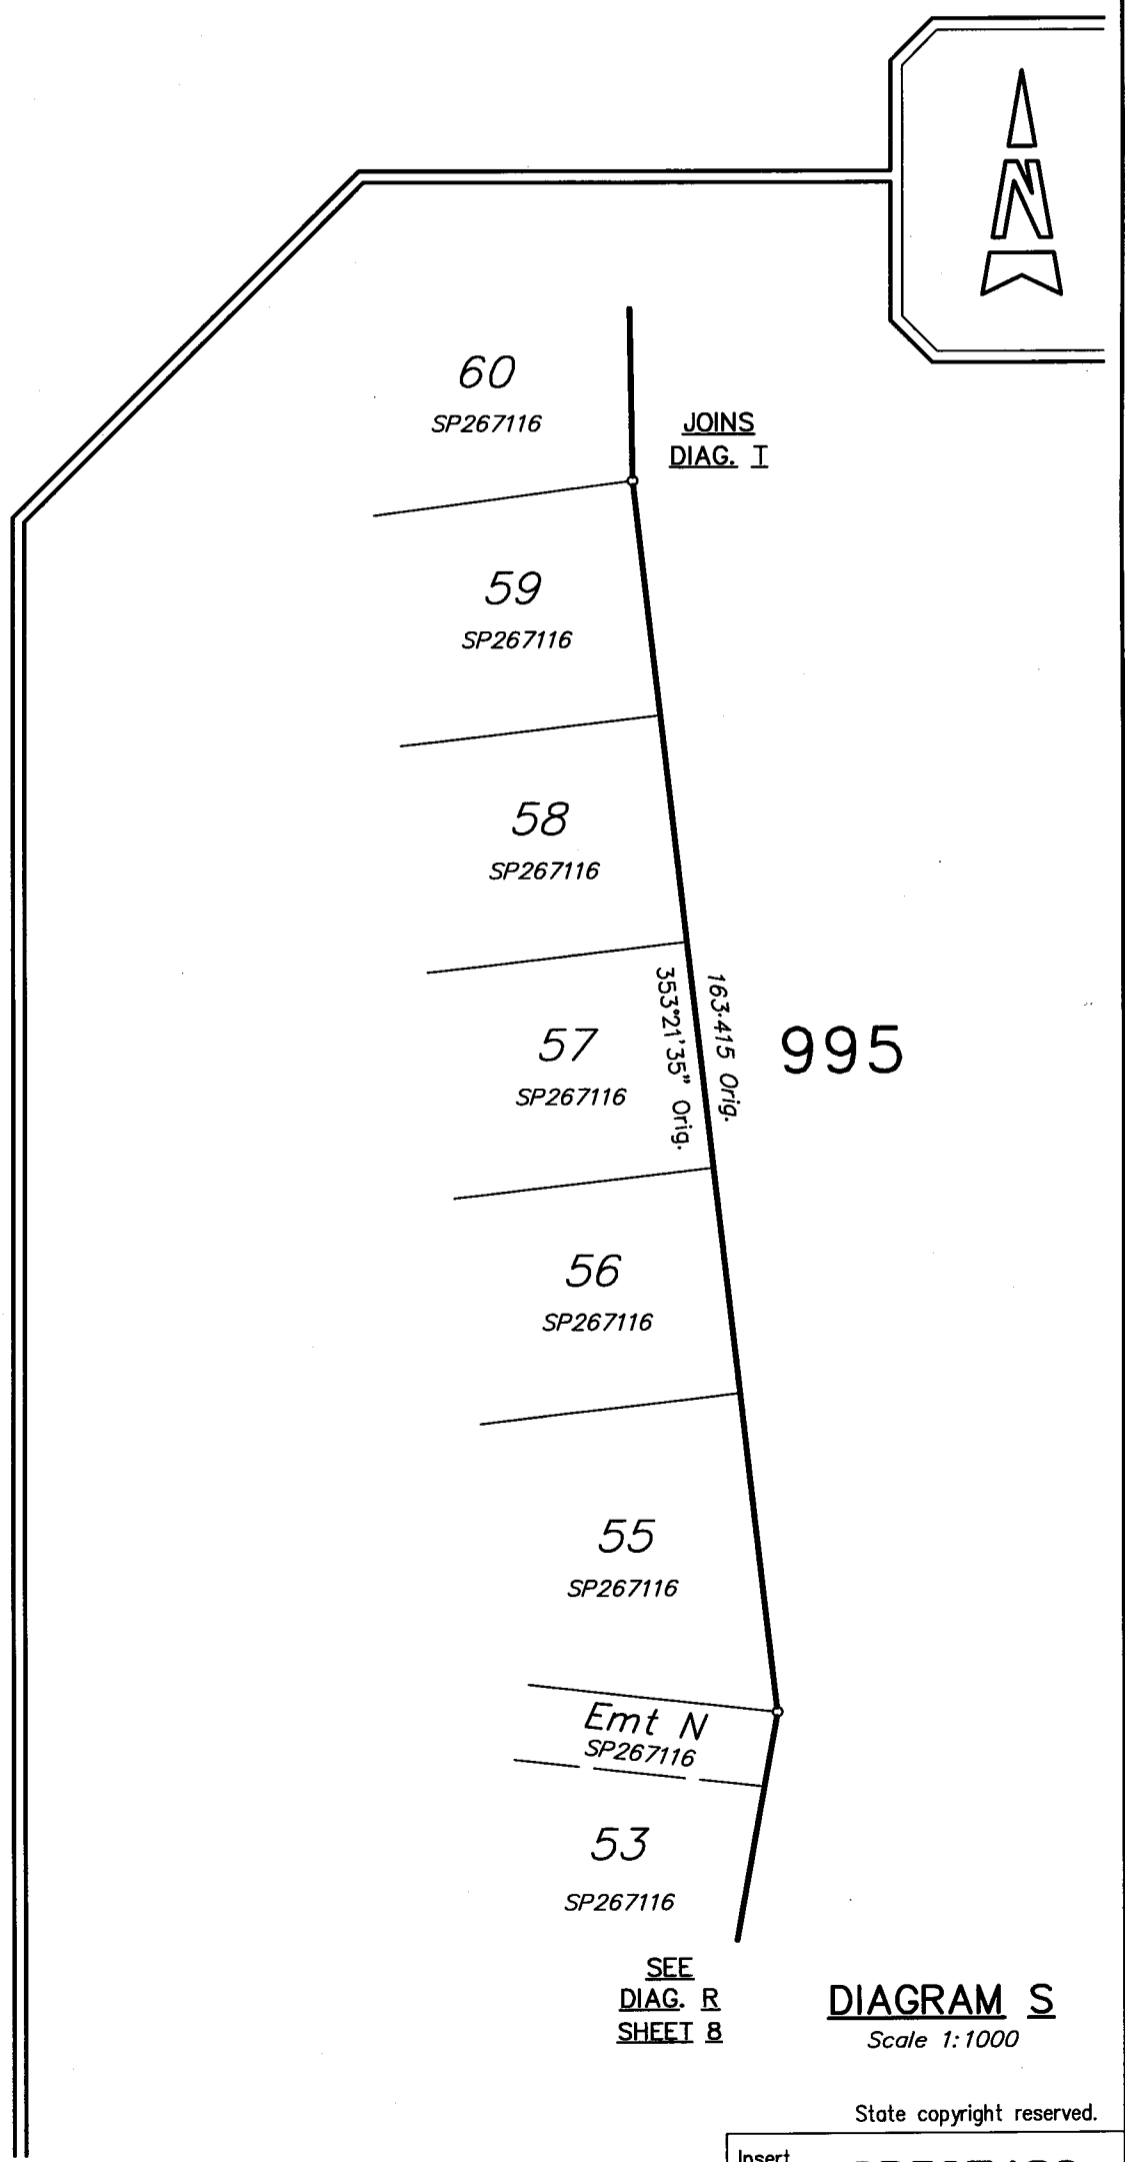 N
60
SP267116
JOINS
DIAG. T
59
SP267116
58
SP267116
163·415 Orig.
353°21'35" Orig.
995
57
SP267116
56
SP267116
55
SP267116
Emt N
SP267116
53
SP267116
SEE
DIAG. R
SHEET 8
DIAGRAM S
Scale 1:1000
State copyright reserved.
Insert